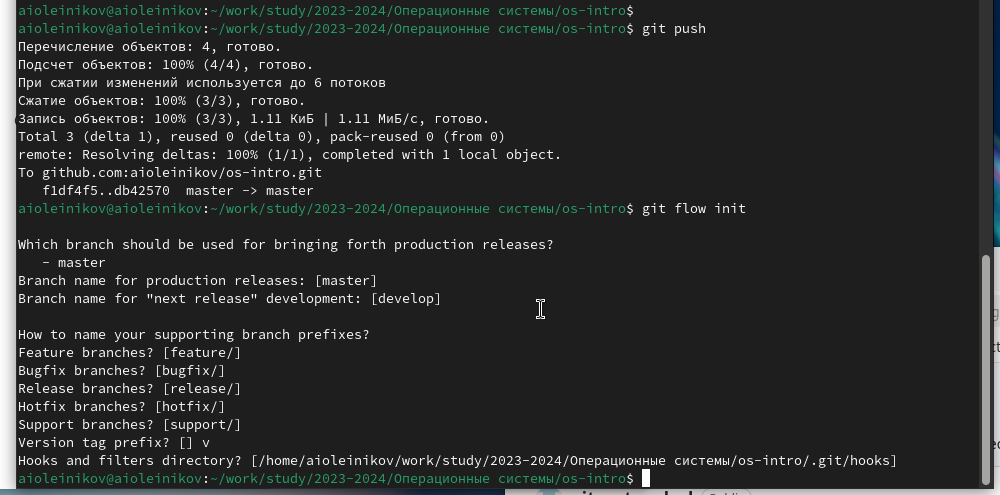 aioleinikov@aioleinikov:~/work/study/2023-2024/Операционные системы/os-intro$
aioleinikov@aioleinikov:~/work/study/2023-2024/Операционные системы/os-intro$ git push
Перечисление объектов: 4, готово.
Подсчет объектов: 100% (4/4), готово.
При сжатии изменений используется до 6 потоков
Сжатие объектов: 100% (3/3), готово.
Запись объектов: 100% (3/3), 1.11 КиБ | 1.11 МиБ/с, готово.
Total 3 (delta 1), reused 0 (delta 0), pack-reused 0 (from 0)
remote: Resolving deltas: 100% (1/1), completed with 1 local object.
To github.com:aioleinikov/os-intro.git
   f1df4f5..db42570  master -> master
aioleinikov@aioleinikov:~/work/study/2023-2024/Операционные системы/os-intro$ git flow init
Which branch should be used for bringing forth production releases?
   - master
Branch name for production releases: [master]
Branch name for "next release" development: [develop]
How to name your supporting branch prefixes?
Feature branches? [feature/]
Bugfix branches? [bugfix/]
Release branches? [release/]
Hotfix branches? [hotfix/]
Support branches? [support/]
Version tag prefix? [] v
Hooks and filters directory? [/home/aioleinikov/work/study/2023-2024/Операционные системы/os-intro/.git/hooks]
aioleinikov@aioleinikov:~/work/study/2023-2024/Операционные системы/os-intro$